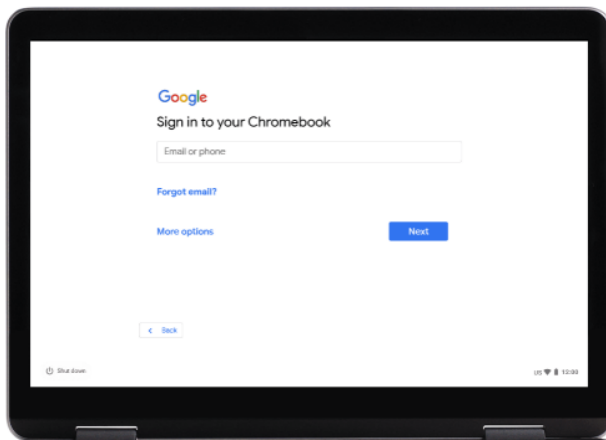 Google
Sign in to your Chromebook
Email or phone
Forgot email?
More options
Next
Back
Shut down
US 12:00